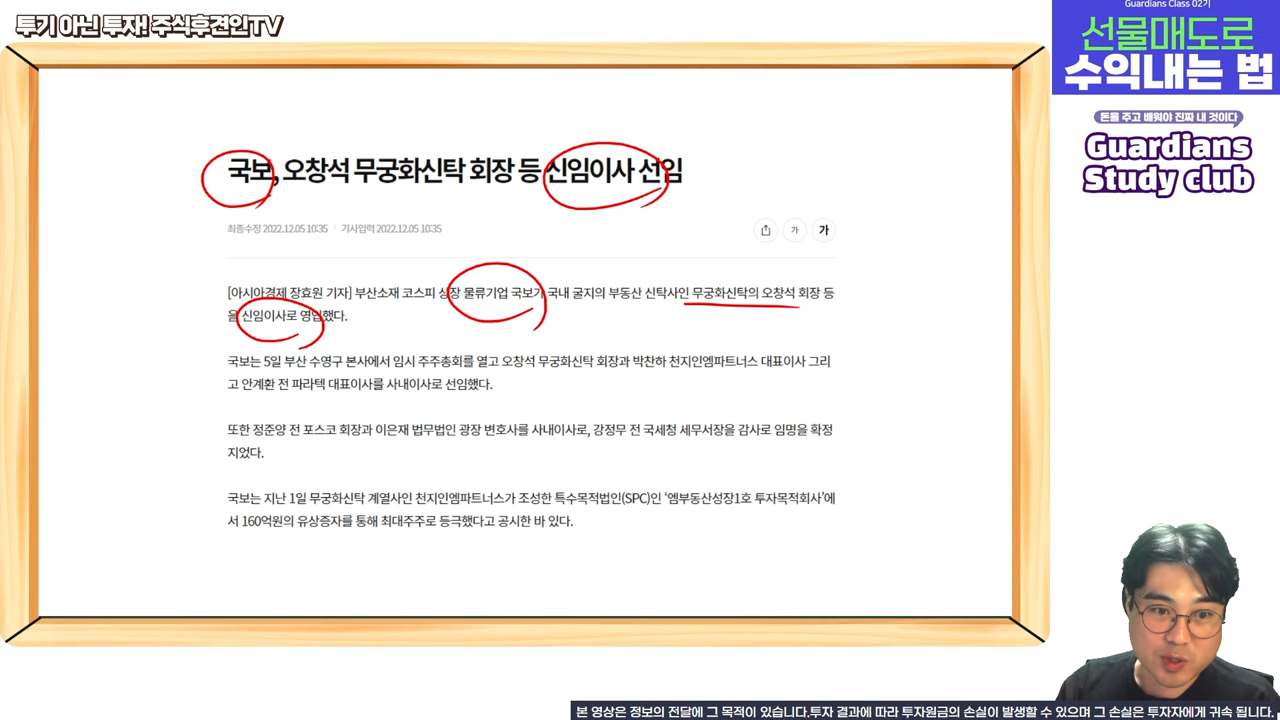 투기 아닌 투자! 주식후견인TV
Guardians Class 02기
선물매도로
수익내는 법
돈을 주고 배워야 진짜 내 것이다
Guardians
Study club
국보, 오창석 무궁화신탁 회장 등 신임이사 선임
최종수정 2022.12.05 10:35 기사입력 2022.12.05 10:35
가 가
[아시아경제 장효원 기자] 부산소재 코스피 상장 물류기업 국보가 국내 굴지의 부동산 신탁사인 무궁화신탁의 오창석 회장 등
을 신임이사로 영입했다.
국보는 5일 부산 수영구 본사에서 임시 주주총회를 열고 오창석 무궁화신탁 회장과 박찬하 천지인엠파트너스 대표이사 그리
고 안계환 전 파라텍 대표이사를 사내이사로 선임했다.
또한 정준양 전 포스코 회장과 이은재 법무법인 광장 변호사를 사내이사로, 강정무 전 국세청 세무서장을 감사로 임명을 확정
지었다.
국보는 지난 1일 무궁화신탁 계열사인 천지인엠파트너스가 조성한 특수목적법인(SPC)인 ‘엠부동산성장1호 투자목적회사’에
서 160억원의 유상증자를 통해 최대주주로 등극했다고 공시한 바 있다.
본 영상은 정보의 전달에 그 목적이 있습니다.투자 결과에 따라 투자원금의 손실이 발생할 수 있으며 그 손실은 투자자에게 귀속 됩니다.